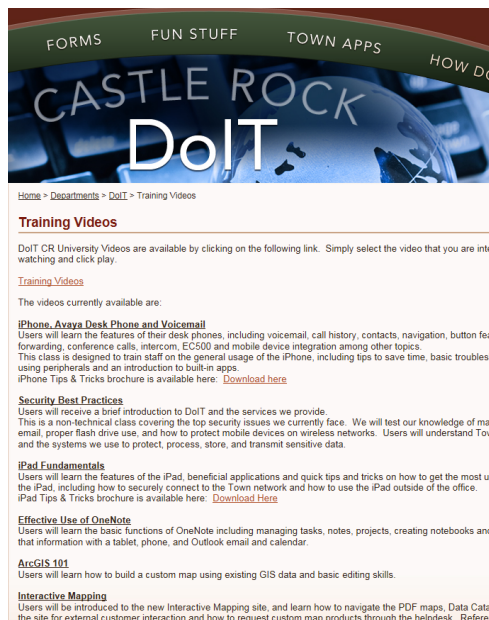 FORMS
FUN STUFF
TOWN APPS
HOW DO
CASTLE ROCK
DoIT
Home > Departments > DoIT > Training Videos
Training Videos
DoIT CR University Videos are available by clicking on the following link.  Simply select the video that you are
watching and click play.
Training Videos
The videos currently available are:
iPhone, Avaya Desk Phone and Voicemail
Users will learn the features of their desk phones, including voicemail, call history, contacts, navigation, button
forwarding, conference calls, intercom, EC500 and mobile device integration among other topics.
This class is designed to train staff on the general usage of the iPhone, including tips to save time, basic
using peripherals and an introduction to built-in apps.
iPhone Tips & Tricks brochure is available here:  Download here
Security Best Practices
Users will receive a brief introduction to DoIT and the services we provide.
This is a non-technical class covering the top security issues we currently face.  We will test our knowledge of
email, proper flash drive use, and how to protect mobile devices on wireless networks.  Users will understand
and the systems we use to protect, process, store, and transmit sensitive data.
iPad Fundamentals
Users will learn the features of the iPad, beneficial applications and quick tips and tricks on how to get the most
the iPad, including how to securely connect to the Town network and how to use the iPad outside of the office.
iPad Tips & Tricks brochure is available here:  Download Here
Effective Use of OneNote
Users will learn the basic functions of OneNote including managing tasks, notes, projects, creating notebooks
that information with a tablet, phone, and Outlook email and calendar.
ArcGIS 101
Users will learn how to build a custom map using existing GIS data and basic editing skills.
Interactive Mapping
Users will be introduced to the new Interactive Mapping site, and learn how to navigate the PDF maps, Data
the site for external customer interaction and how to request custom map products through the helpdesk.